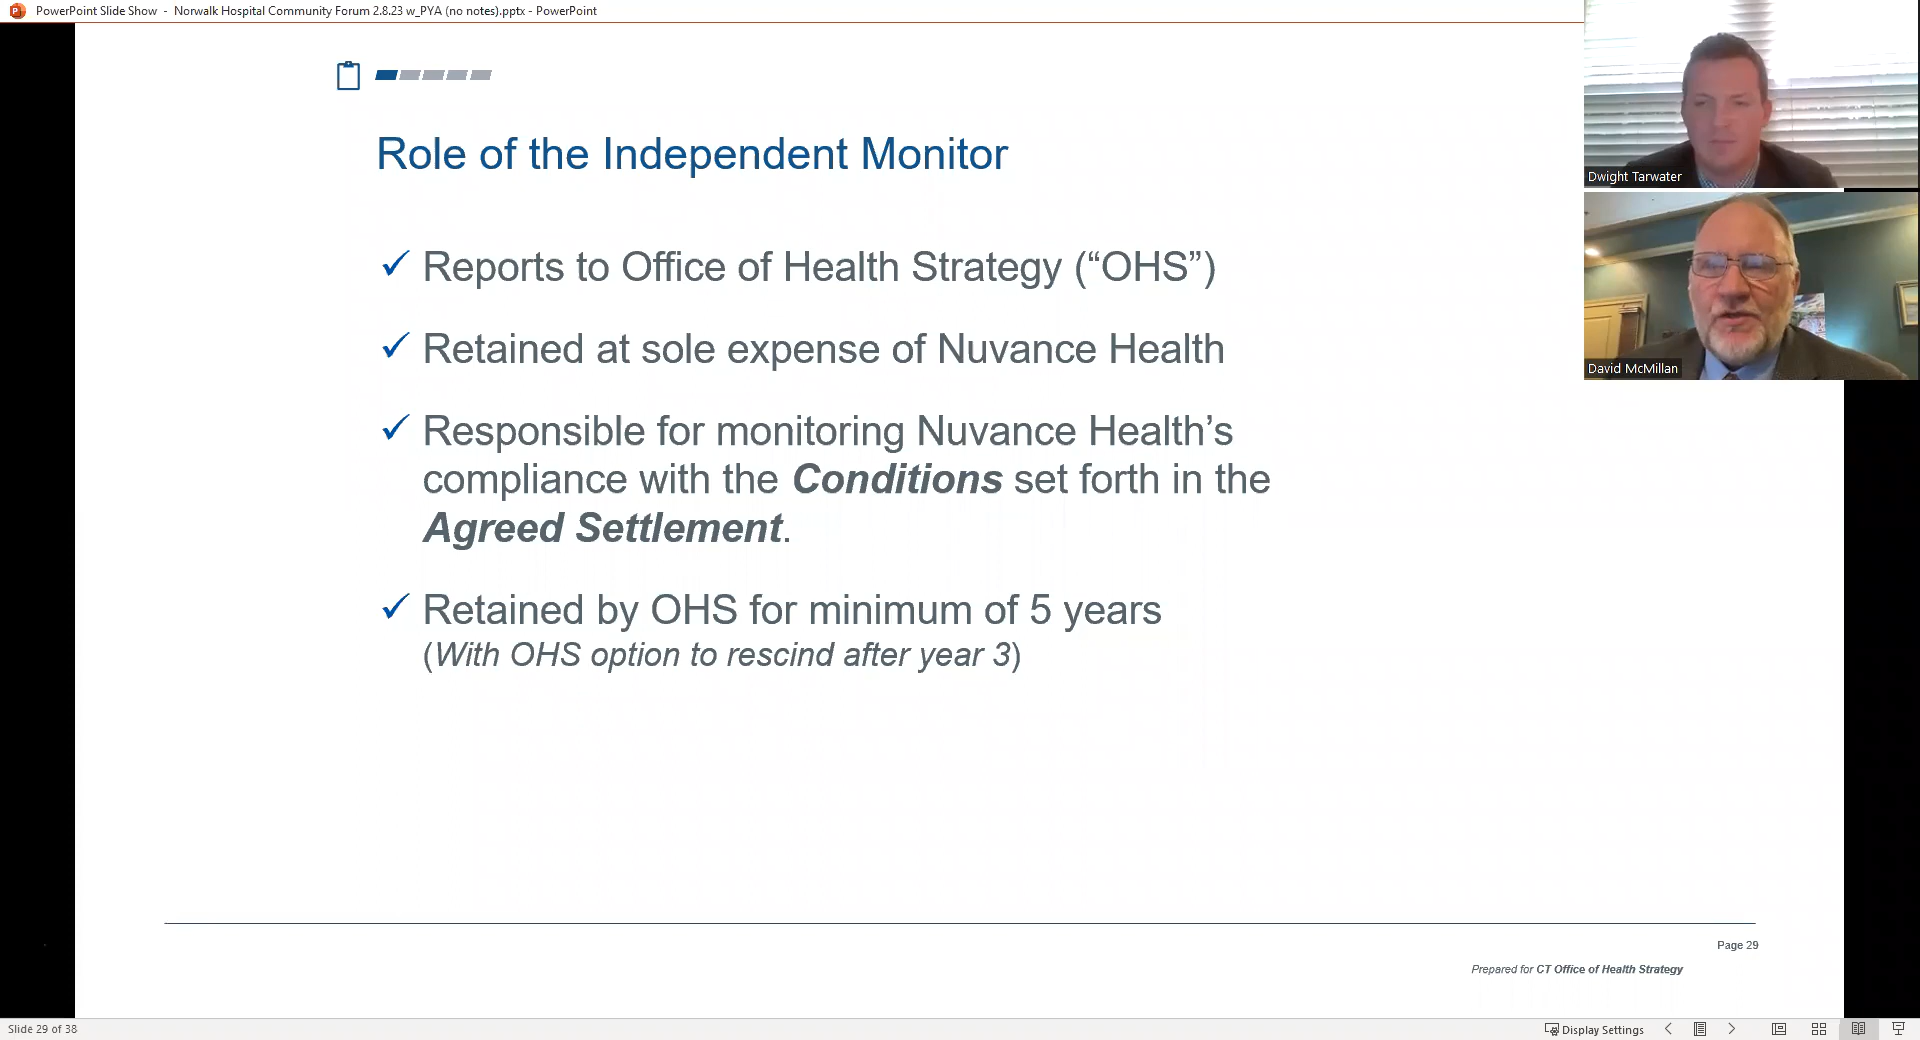 PowerPoint Slide Show - Norwalk Hospital Community Forum 2.8.23 w_PYA (no notes).pptx - PowerPoint
Role of the Independent Monitor
✓ Reports to Office of Health Strategy (“OHS”)
✓ Retained at sole expense of Nuvance Health
✓ Responsible for monitoring Nuvance Health’s
compliance with the Conditions set forth in the
Agreed Settlement.
✓ Retained by OHS for minimum of 5 years
(With OHS option to rescind after year 3)
Dwight Tarwater
David McMillan
Page 29
Prepared for CT Office of Health Strategy
Slide 29 of 38
Display Settings